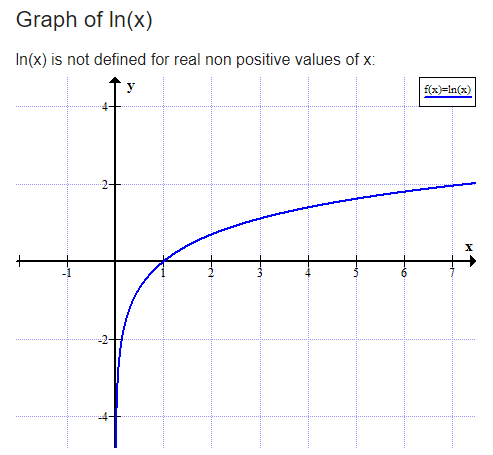 Graph of ln(x)
ln(x) is not defined for real non positive values of x:
y
f(x)=ln(x)
4
2
x
-1 1 2 3 4 5 6 7
-2
-4